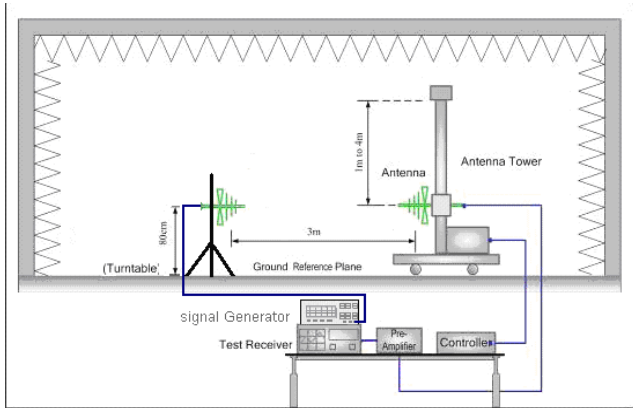 1m to 4m
Antenna
Antenna Tower
80cm
3m
(Turntable)
Ground Reference Plane
signal Generator
Test Receiver
Pre-
Amplifier
Controller